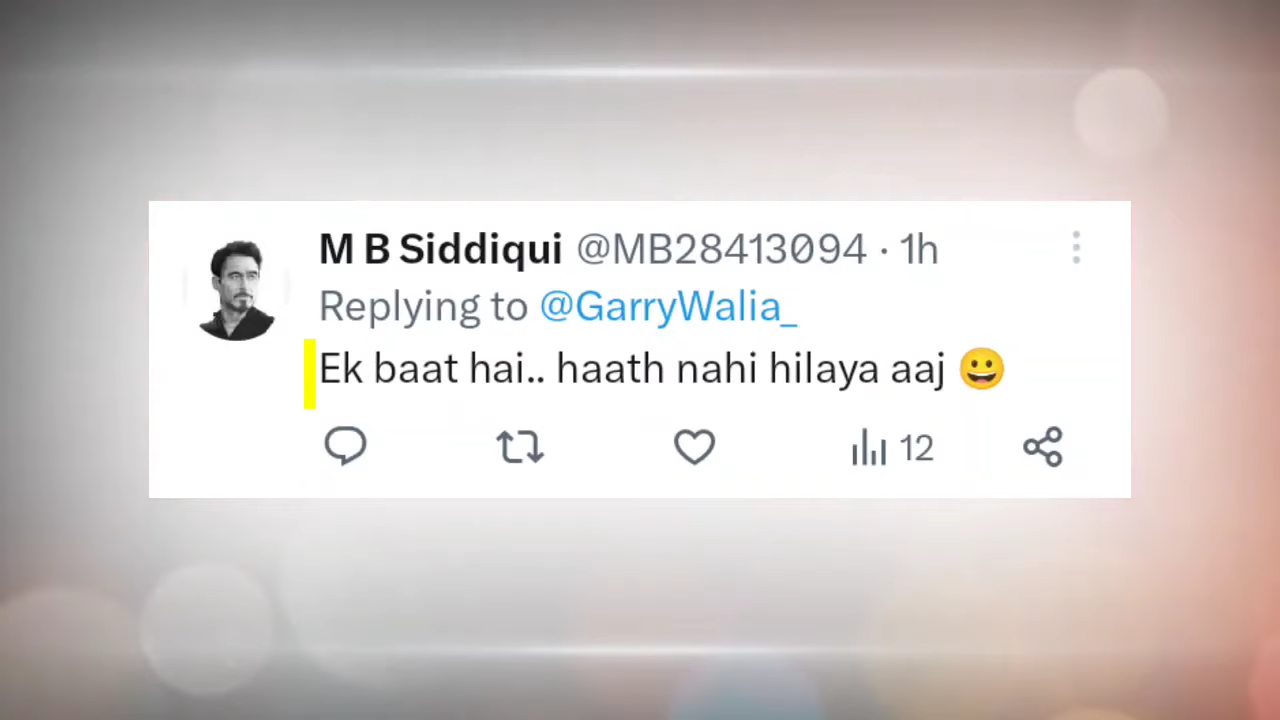 M B Siddiqui @MB28413094 · 1h
Replying to @GarryWalia_
Ek baat hai.. haath nahi hilaya aaj 😀
12